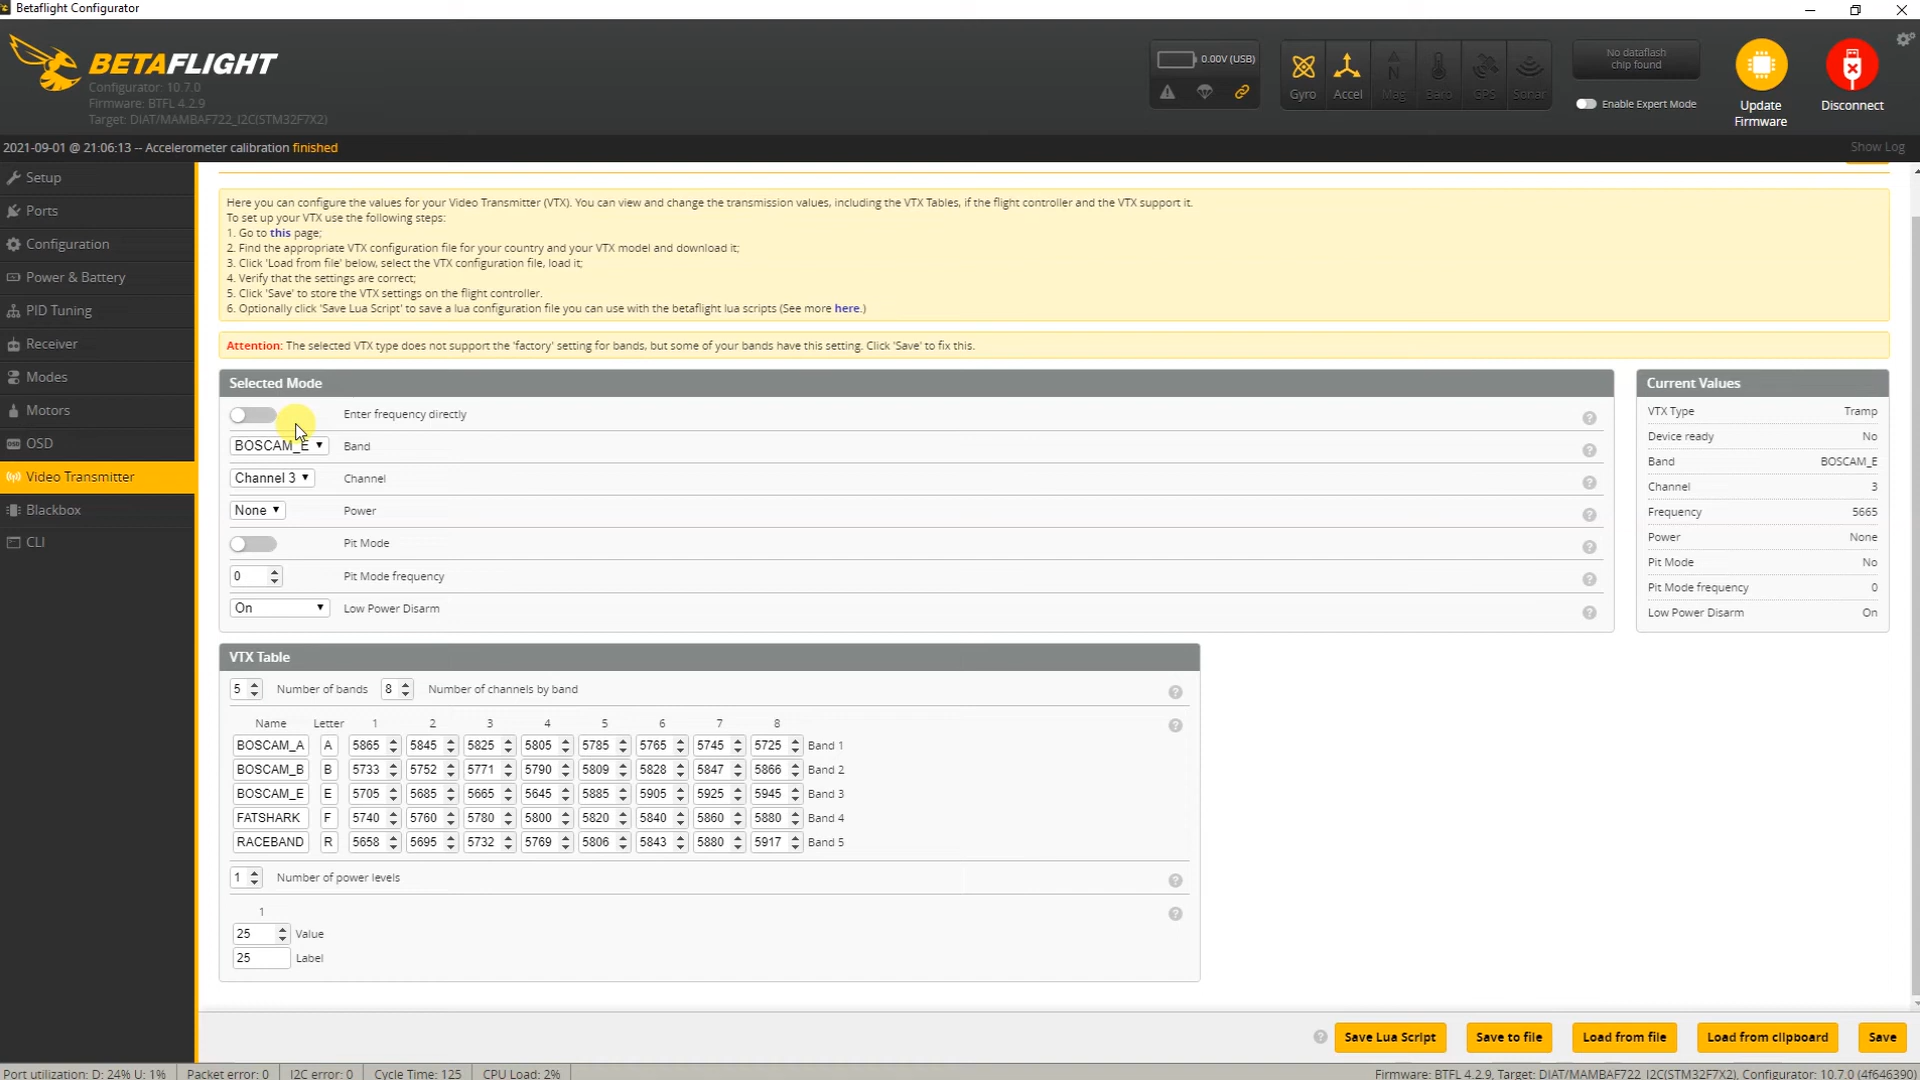 Betaflight Configurator
BETAFLIGHT
Configurator: 10.7.0
Firmware: BTFL 4.2.9
Target: DIAT/MAMBAF722_I2C(STM32F7X2)
0.00V (USB)
Gyro
Accel
Mag
Baro
GPS
Sonar
No dataflash
chip found
Enable Expert Mode
Update
Firmware
Disconnect
2021-09-01 @ 21:06:13 -- Accelerometer calibration finished
Show Log
Setup
Ports
Configuration
Power & Battery
PID Tuning
Receiver
Modes
Motors
OSD
Video Transmitter
Blackbox
CLI
Here you can configure the values for your Video Transmitter (VTX). You can view and change the transmission values, including the VTX Tables, if the flight controller and the VTX support it.
To set up your VTX use the following steps:
1. Go to this page;
2. Find the appropriate VTX configuration file for your country and your VTX model and download it;
3. Click 'Load from file' below, select the VTX configuration file, load it;
4. Verify that the settings are correct;
5. Click 'Save' to store the VTX settings on the flight controller.
6. Optionally click 'Save Lua Script' to save a lua configuration file you can use with the betaflight lua scripts (See more here.)
Attention: The selected VTX type does not support the 'factory' setting for bands, but some of your bands have this setting. Click 'Save' to fix this.
Selected Mode
Enter frequency directly ?
BOSCAM_E Band ?
Channel 3 Channel ?
None Power ?
Pit Mode ?
0 Pit Mode frequency ?
On Low Power Disarm ?
Current Values
VTX Type Tramp
Device ready No
Band BOSCAM_E
Channel 3
Frequency 5665
Power None
Pit Mode No
Pit Mode frequency 0
Low Power Disarm On
VTX Table
5 Number of bands 8 Number of channels by band ?
Name Letter 1 2 3 4 5 6 7 8 ?
BOSCAM_A A 5865 5845 5825 5805 5785 5765 5745 5725 Band 1
BOSCAM_B B 5733 5752 5771 5790 5809 5828 5847 5866 Band 2
BOSCAM_E E 5705 5685 5665 5645 5885 5905 5925 5945 Band 3
FATSHARK F 5740 5760 5780 5800 5820 5840 5860 5880 Band 4
RACEBAND R 5658 5695 5732 5769 5806 5843 5880 5917 Band 5
1 Number of power levels ?
1 ?
25 Value
25 Label
? Save Lua Script Save to file Load from file Load from clipboard Save
Port utilization: D: 24% U: 1% Packet error: 0 I2C error: 0 Cycle Time: 125 CPU Load: 2% Firmware: BTFL 4.2.9, Target: DIAT/MAMBAF722_I2C(STM32F7X2), Configurator: 10.7.0 (4f646390)